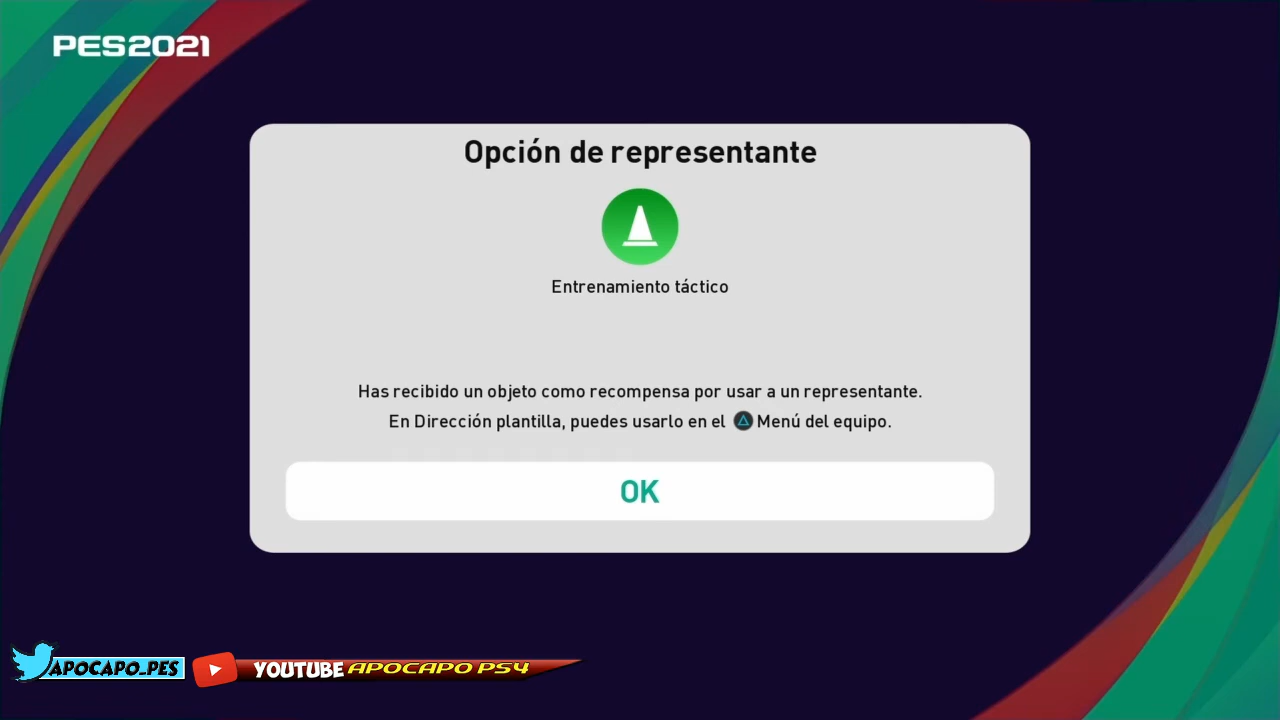 PES2021
Opción de representante
Entrenamiento táctico
Has recibido un objeto como recompensa por usar a un representante.
En Dirección plantilla, puedes usarlo en el Menú del equipo.
OK
APOCAPO_PES
YOUTUBE APOCAPO PS4